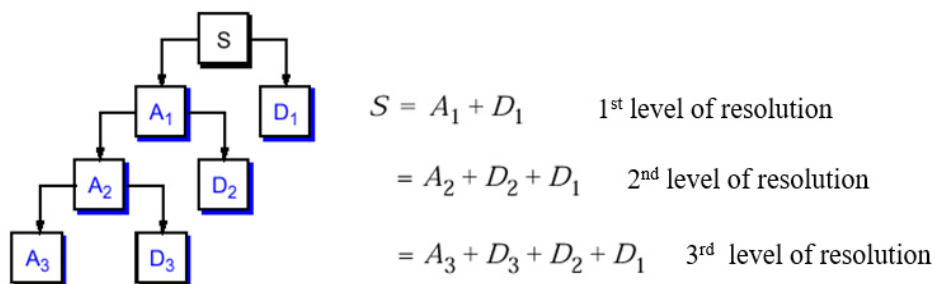 S
A₁ D₁
A₂ D₂
A₃ D₃
S = A₁ + D₁ 1ˢᵗ level of resolution
= A₂ + D₂ + D₁ 2ⁿᵈ level of resolution
= A₃ + D₃ + D₂ + D₁ 3ʳᵈ level of resolution